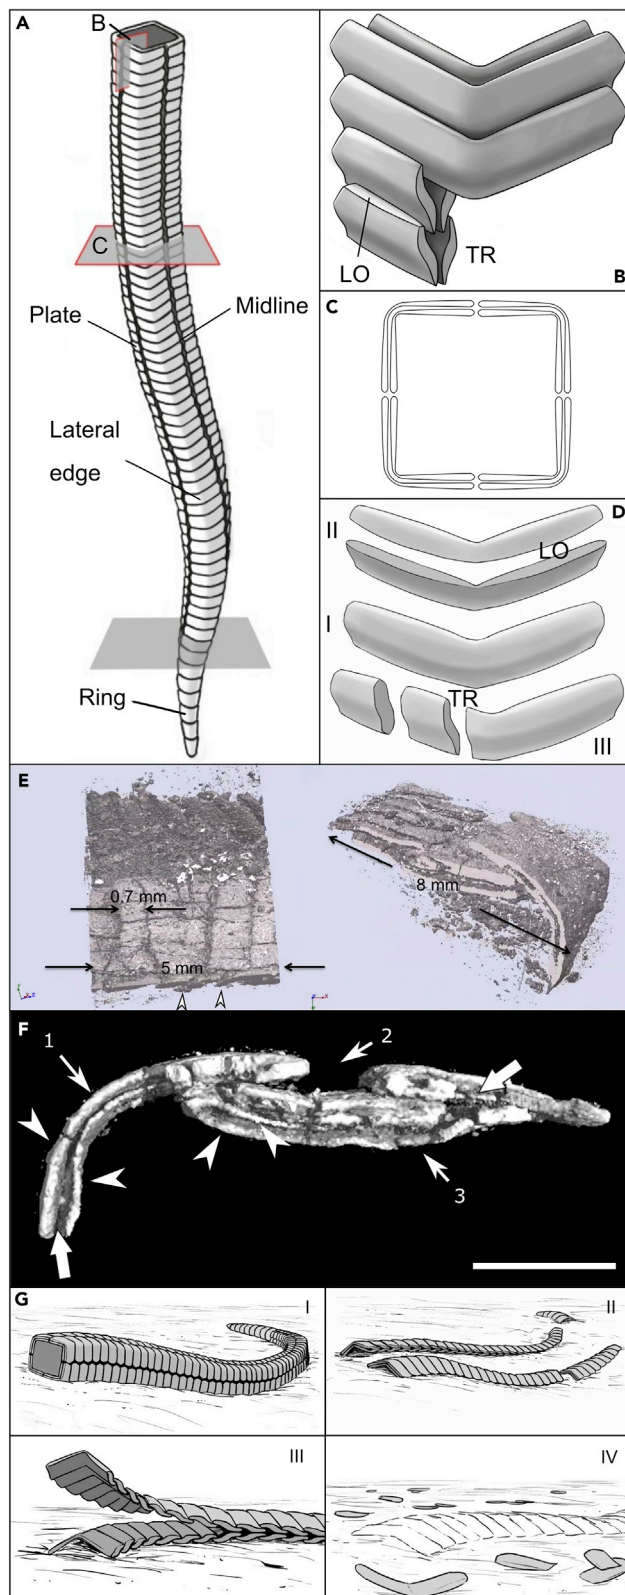 A
B
C
Plate
Midline
Lateral
edge
Ring
LO
TR
B
C
D
II
LO
I
TR
III
E
0,7 mm
5 mm
8 mm
F
1
2
3
G
I
II
III
IV